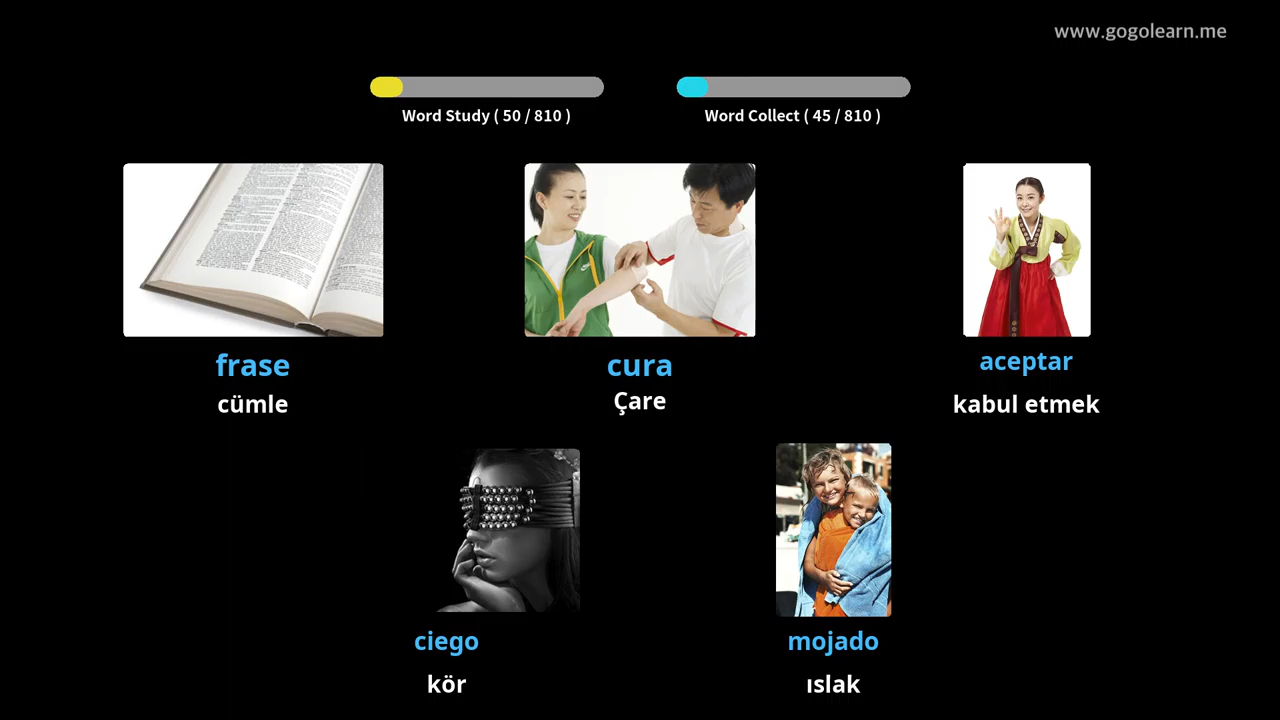 www.gogolearn.me
Word Study ( 50 / 810 )
Word Collect ( 45 / 810 )
frase
cümle
cura
Çare
aceptar
kabul etmek
ciego
kör
mojado
ıslak